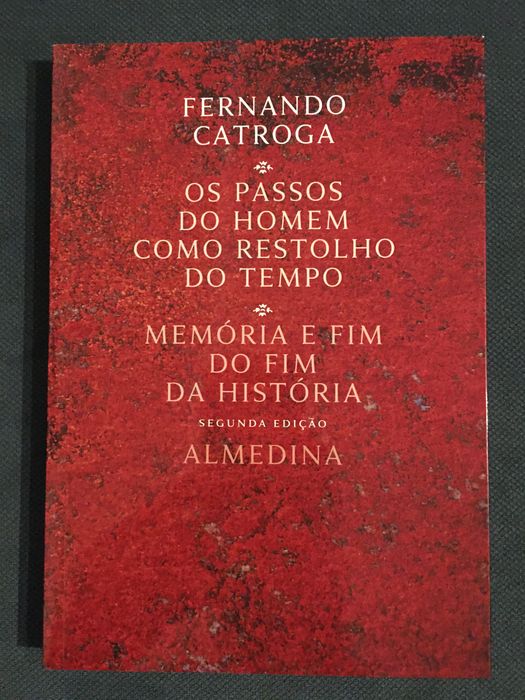 FERNANDO
CATROGA
OS PASSOS
DO HOMEM
COMO RESTOLHO
DO TEMPO
MEMÓRIA E FIM
DO FIM
DA HISTÓRIA
SEGUNDA EDIÇÃO
ALMEDINA